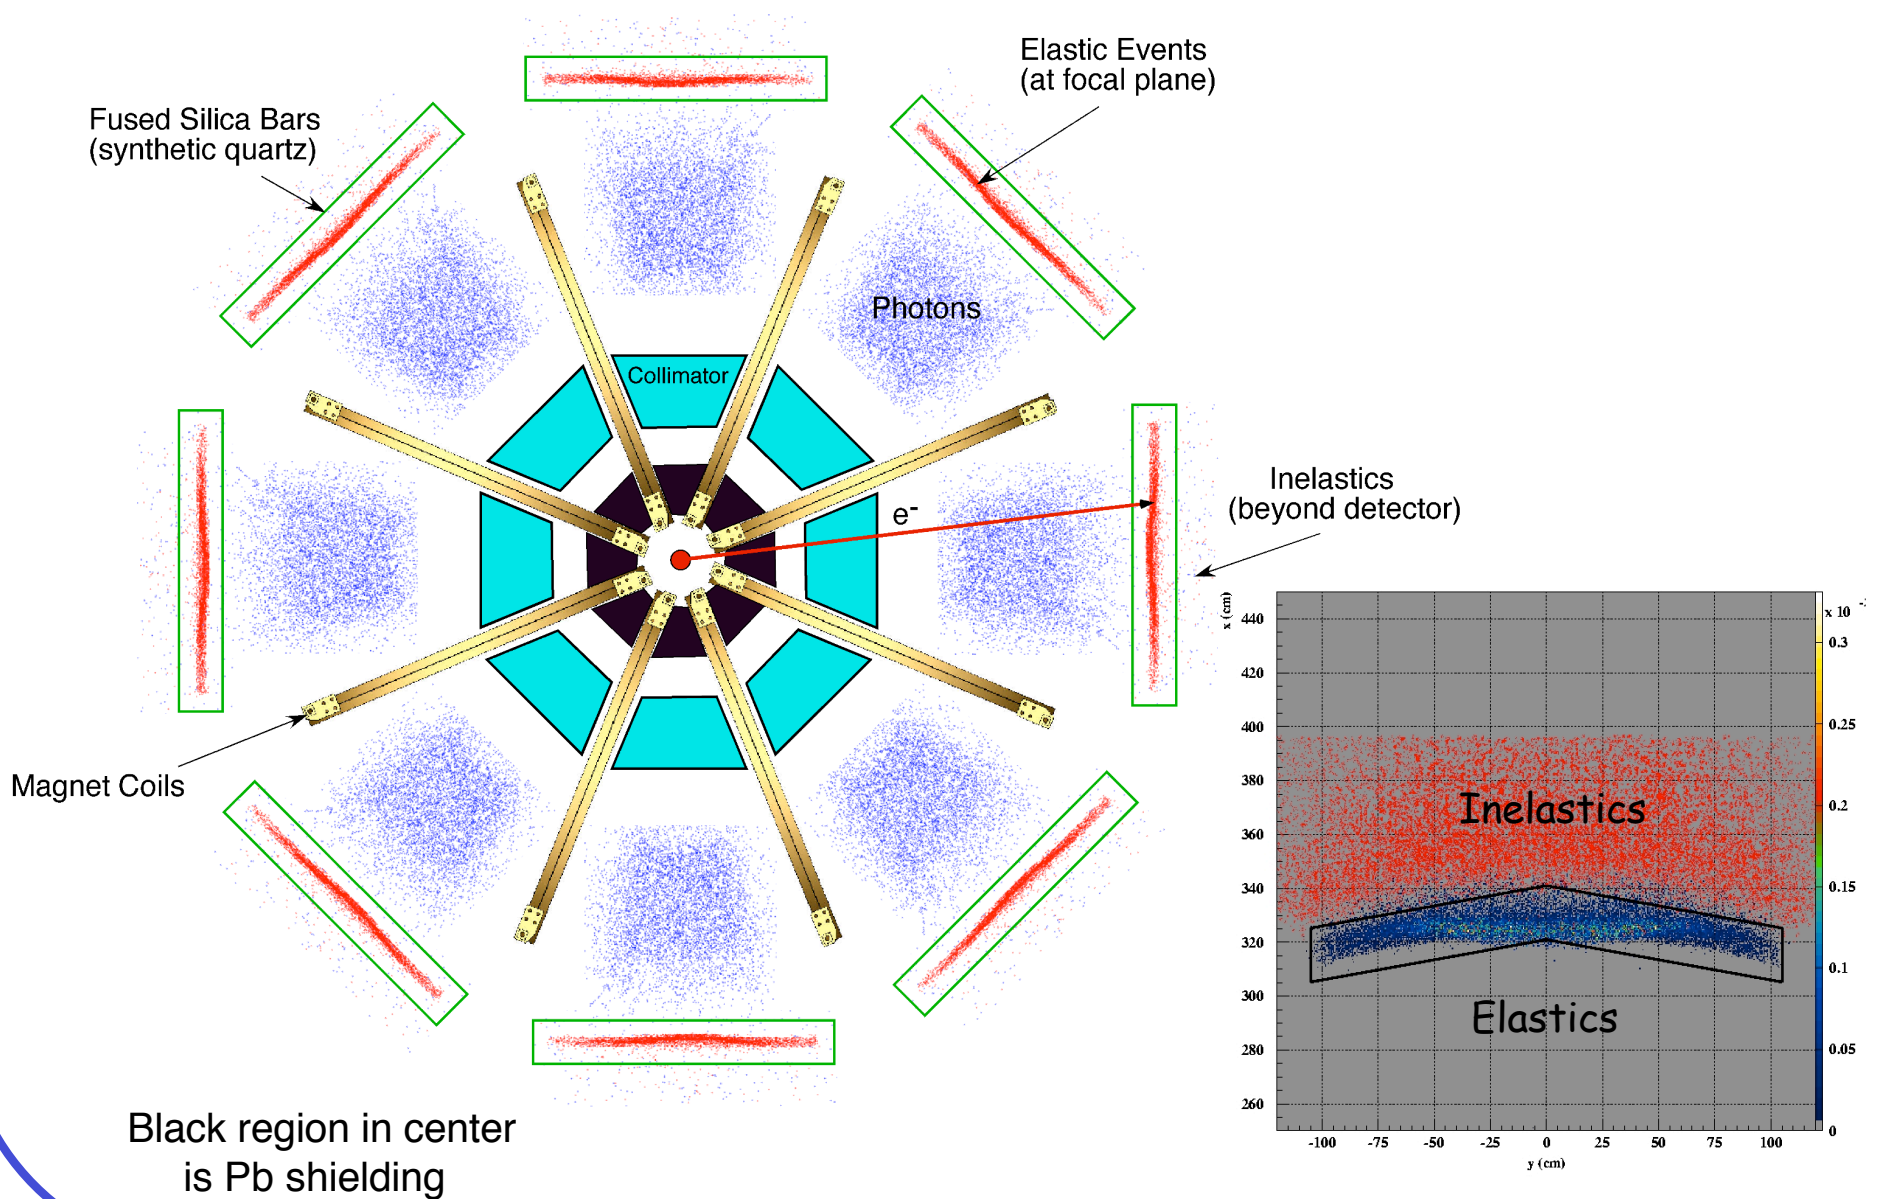 Elastic Events
(at focal plane)
Fused Silica Bars
(synthetic quartz)
Photons
Collimator
e-
Inelastics
(beyond detector)
Magnet Coils
Black region in center
is Pb shielding
x (cm)
440
420
400
380
360
340
320
300
280
260
-100
-75
-50
-25
0
25
50
75
100
y (cm)
Inelastics
Elastics
x 10
0.3
0.25
0.2
0.15
0.1
0.05
0